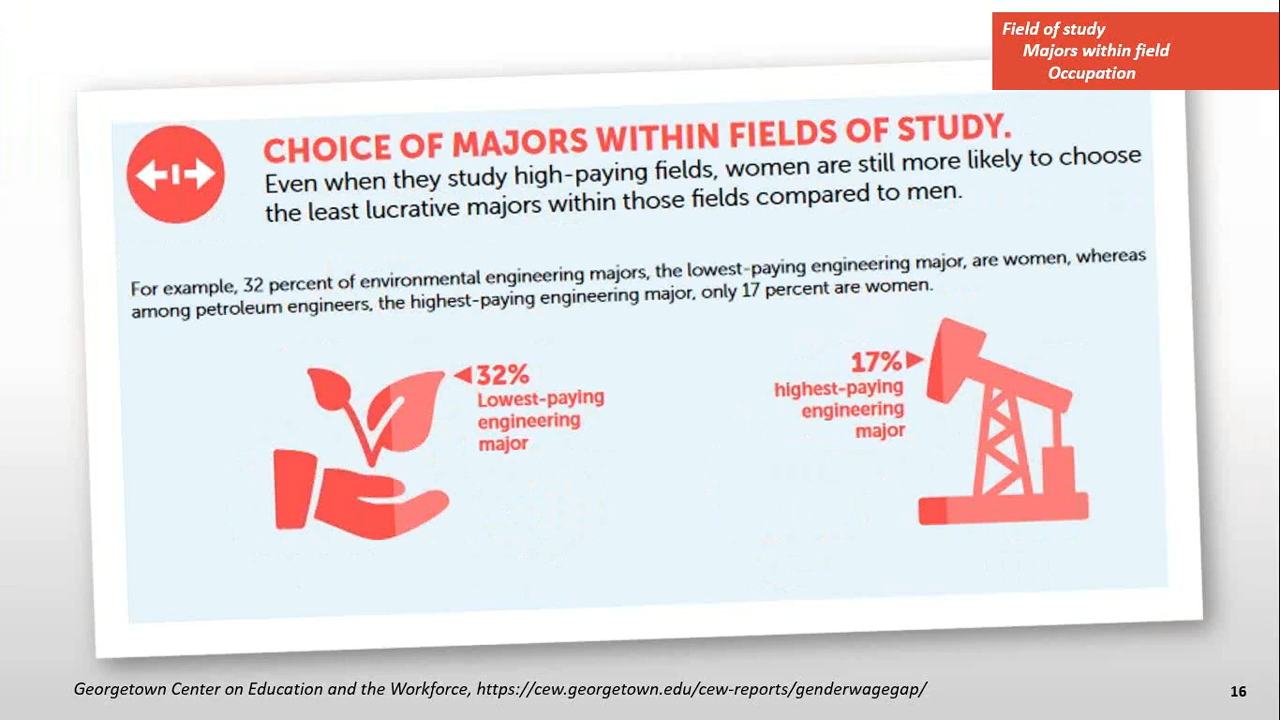 Field of study
Majors within field
Occupation
CHOICE OF MAJORS WITHIN FIELDS OF STUDY.
Even when they study high-paying fields, women are still more likely to choose
the least lucrative majors within those fields compared to men.
For example, 32 percent of environmental engineering majors, the lowest-paying engineering major, are women, whereas
among petroleum engineers, the highest-paying engineering major, only 17 percent are women.
32%
Lowest-paying
engineering
major
17%
highest-paying
engineering
major
Georgetown Center on Education and the Workforce, https://cew.georgetown.edu/cew-reports/genderwagegap/
16